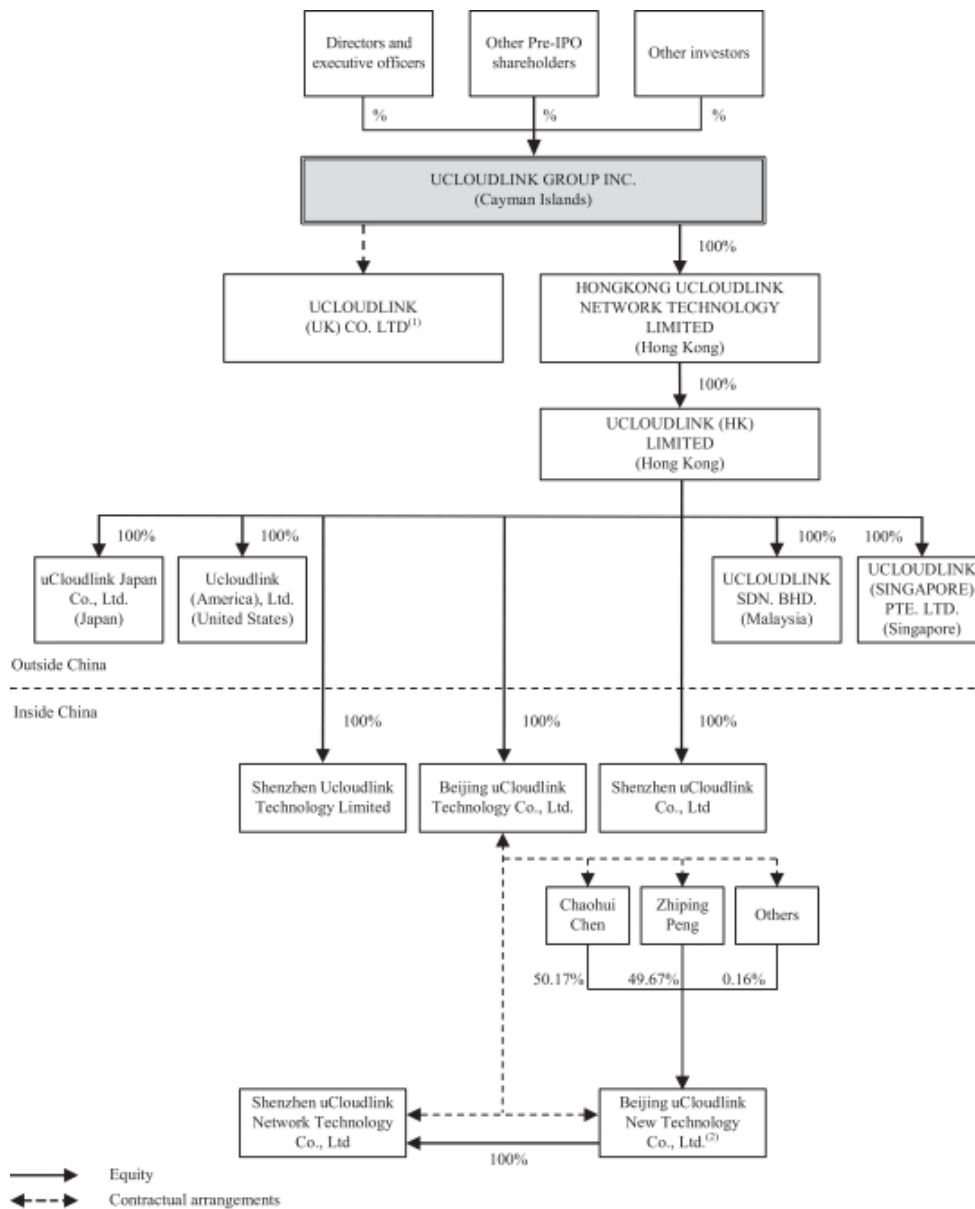 Directors and
executive officers
Other Pre-IPO
shareholders
Other investors
%
%
%
UCLOUDLINK GROUP INC.
(Cayman Islands)
100%
UCLOUDLINK
(UK) CO. LTD(1)
HONGKONG UCLOUDLINK
NETWORK TECHNOLOGY
LIMITED
(Hong Kong)
100%
UCLOUDLINK (HK)
LIMITED
(Hong Kong)
100%
100%
100%
100%
uCloudlink Japan
Co., Ltd.
(Japan)
Ucloudlink
(America), Ltd.
(United States)
UCLOUDLINK
SDN. BHD.
(Malaysia)
UCLOUDLINK
(SINGAPORE)
PTE. LTD.
(Singapore)
Outside China
Inside China
100%
100%
100%
Shenzhen Ucloudlink
Technology Limited
Beijing uCloudlink
Technology Co., Ltd.
Shenzhen uCloudlink
Co., Ltd
Chaohui
Chen
Zhiping
Peng
Others
50.17%
49.67%
0.16%
Shenzhen uCloudlink
Network Technology
Co., Ltd
Beijing uCloudlink
New Technology
Co., Ltd.(2)
100%
Equity
Contractual arrangements